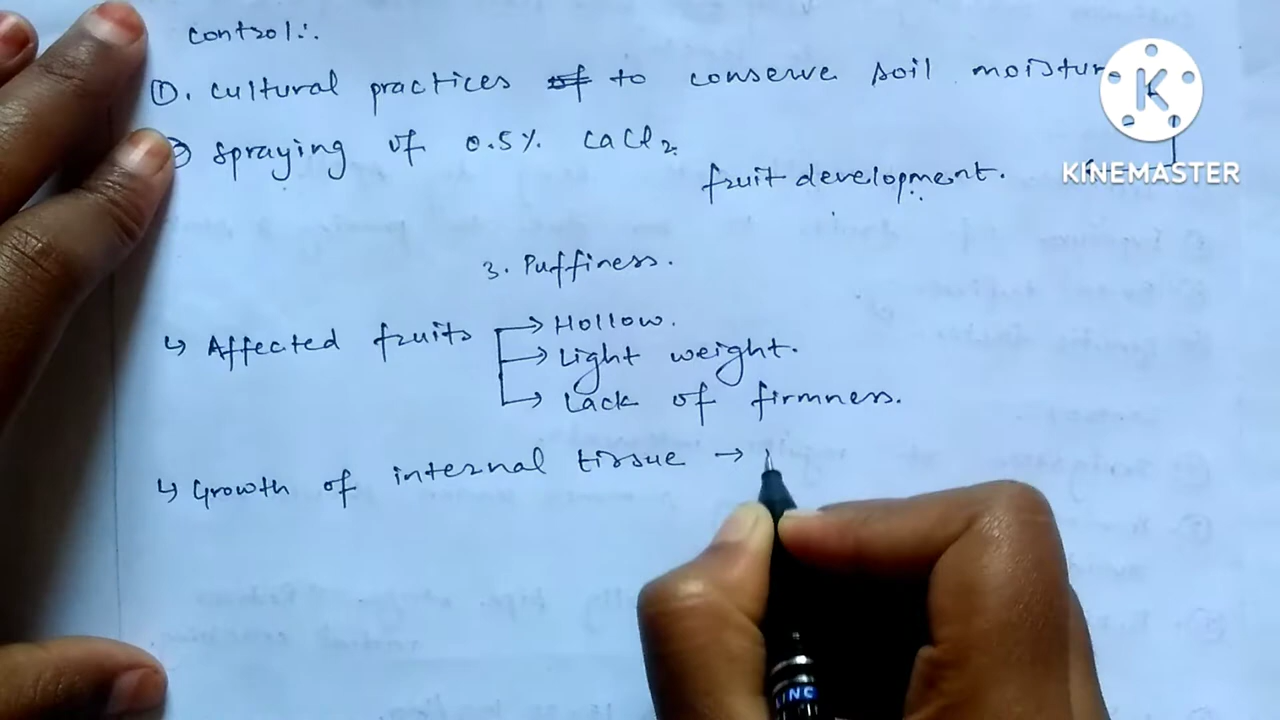 control:.
①. cultural practices of to conserve soil moisture
② spraying of 0.5% CaCl2.
fruit development.
3. Puffiness.
↳ Affected fruits → Hollow.
→ Light weight.
→ Lack of firmness.
↳ Growth of internal tissue →
K
KINEMASTER
LINC